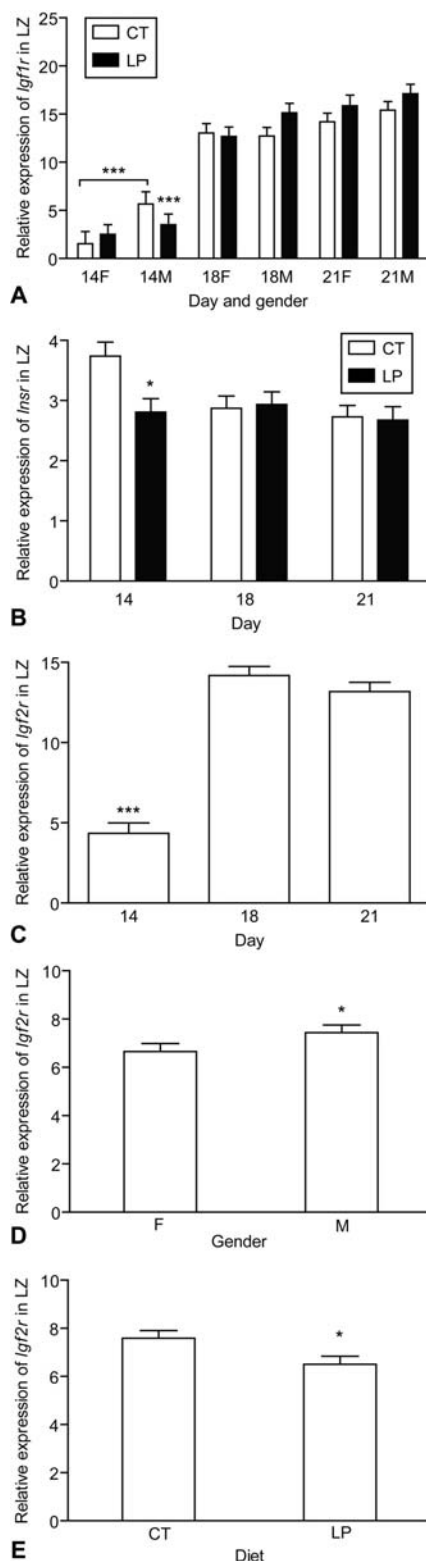 Relative expression of Igf1r in LZ
25
20
15
10
5
0
CT
LP
***
***
14F 14M 18F 18M 21F 21M
A
Day and gender
Relative expression of Insr in LZ
4
3
2
1
0
CT
LP
*
14 18 21
B
Day
Relative expression of Igf2r in LZ
15
10
5
0
***
14 18 21
C
Day
Relative expression of Igf2r in LZ
10
8
6
4
2
0
*
F M
D
Gender
Relative expression of Igf2r in LZ
10
8
6
4
2
0
*
CT LP
E
Diet